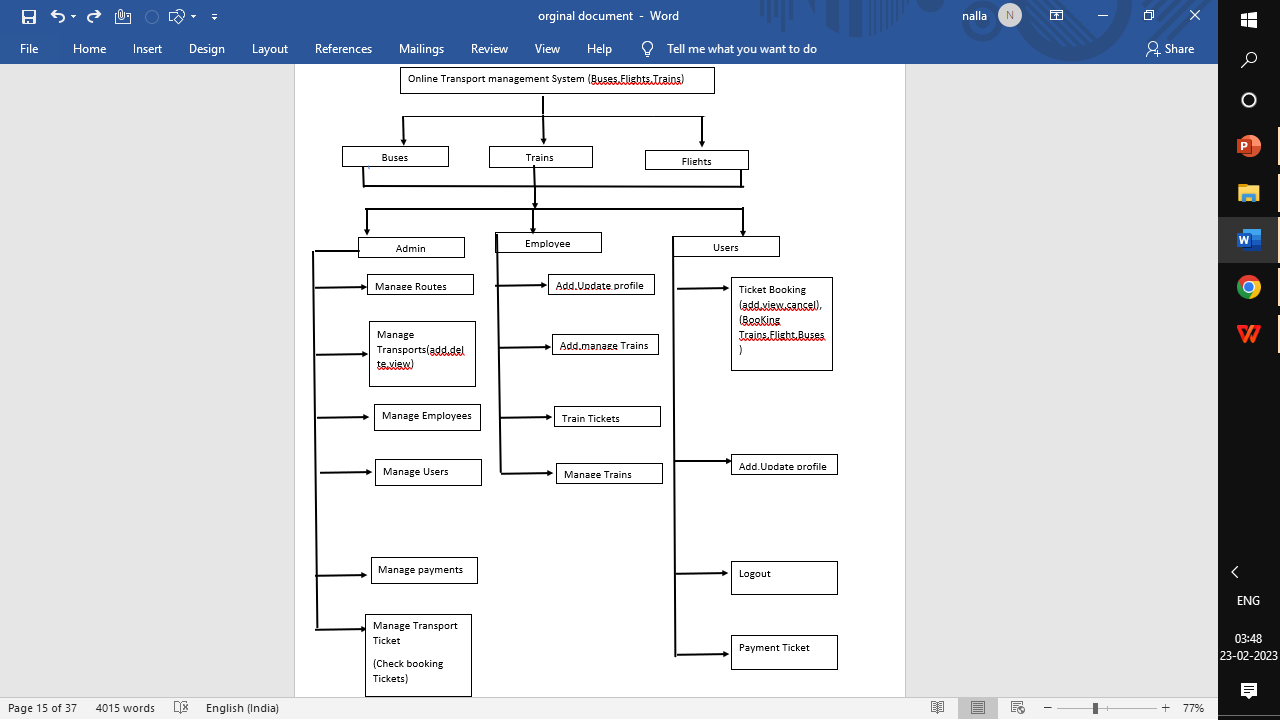 orginal document - Word
nalla
N
File Home Insert Design Layout References Mailings Review View Help Tell me what you want to do Share
Online Transport management System (Buses,Flights,Trains)
Buses
Trains
Flights
Admin
Employee
Users
Manage Routes
Manage
Transports(add,del
te,view)
Manage Employees
Manage Users
Manage payments
Manage Transport
Ticket
(Check booking
Tickets)
Add,Update profile
Add,manage Trains
Train Tickets
Manage Trains
Ticket Booking
(add,view,cancel),
(BooKing
Trains,Flight,Buses
)
Add,Update profile
Logout
Payment Ticket
P
W
W
ENG
03:48
23-02-2023
Page 15 of 37 4015 words English (India) 77%